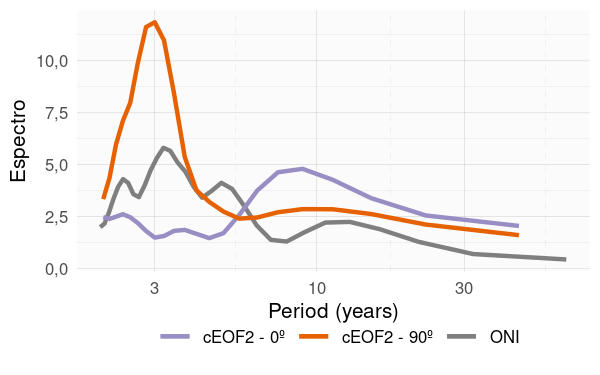 10,0
7,5
5,0
2,5
0,0
Espectro
3 10 30
Period (years)
cEOF2 - 0º cEOF2 - 90º ONI